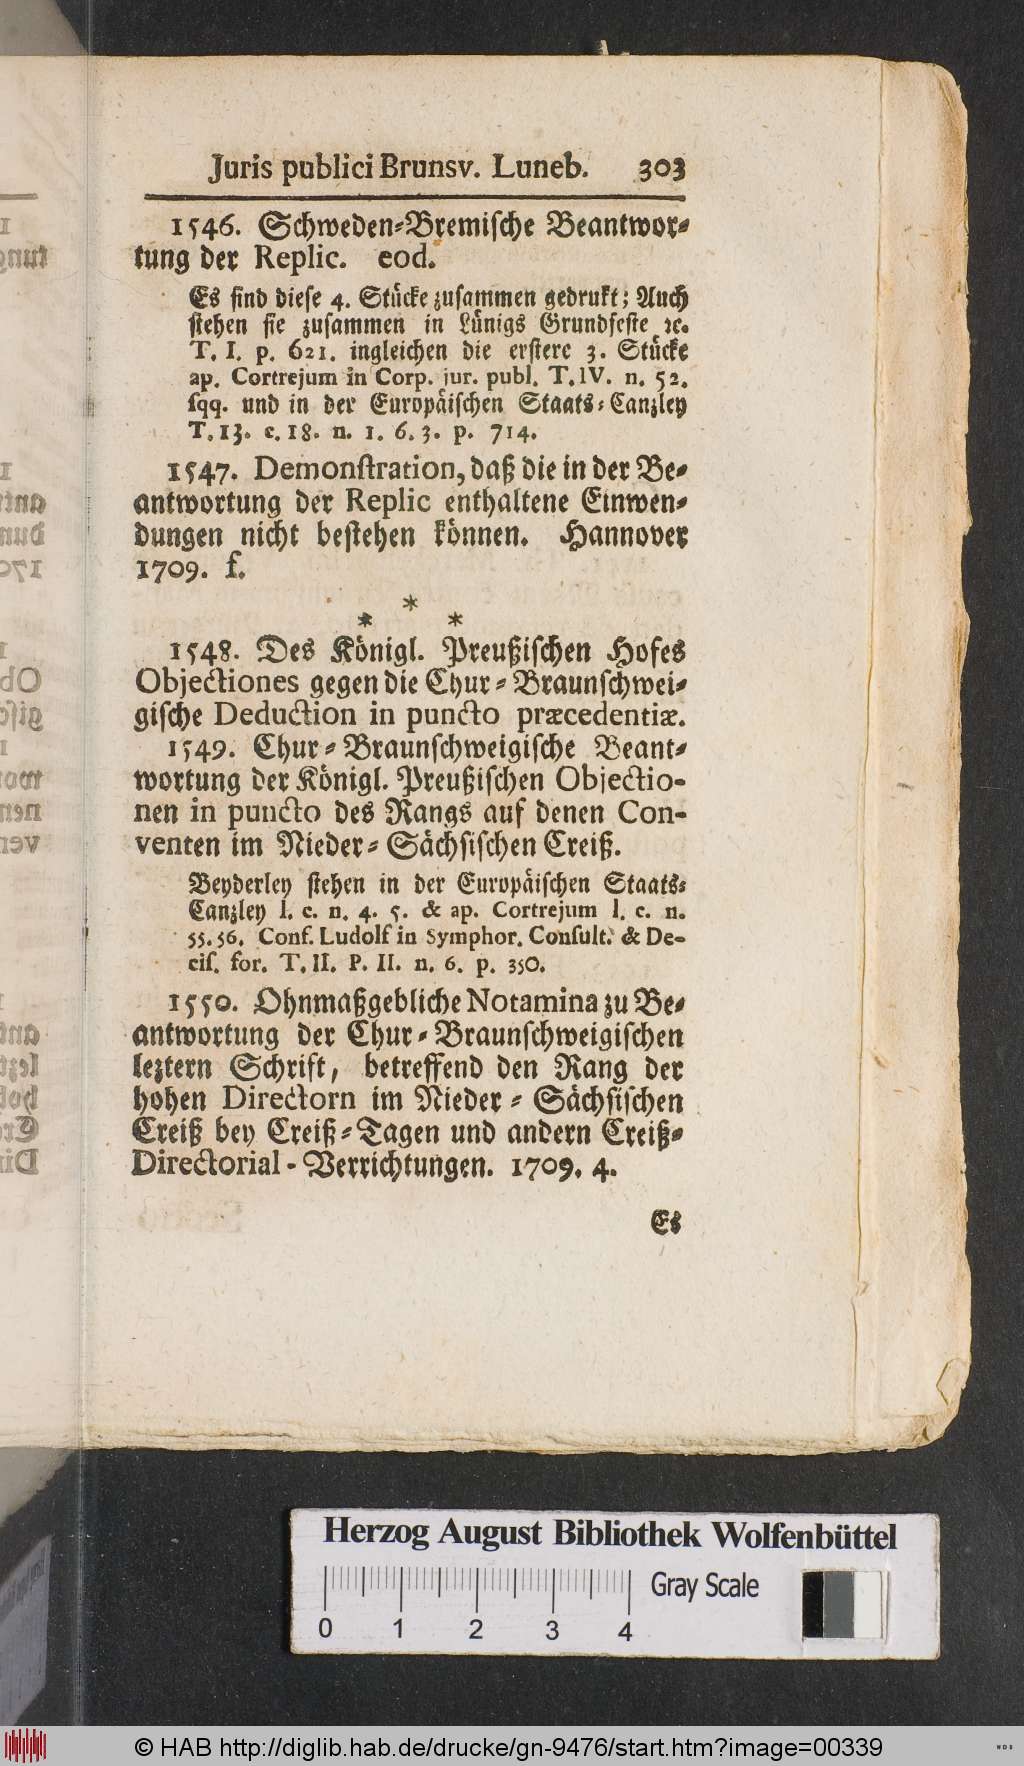 Juris publici Brunsv. Luneb. 303
1546. Schweden-Bremische Beantwor-
tung der Replic. eod.
Es sind diese 4. Stücke zusammen gedrukt; Auch
stehen sie zusammen in Lünigs Grundfeste ꝛc.
T. I. p. 621. ingleichen die erstere 3. Stücke
ap. Cortrejum in Corp. jur. publ. T. IV. n. 52.
sqq. und in der Europäischen Staats-Canzley
T. 13. c. 18. n. 1. 6. 3. p. 714.
1547. Demonstration, daß die in der Be-
antwortung der Replic enthaltene Einwen-
dungen nicht bestehen können. Hannover
1709. f.
*
* *
1548. Des Königl. Preußischen Hofes
Objectiones gegen die Chur-Braunschwei-
gische Deduction in puncto præcedentiæ.
1549. Chur-Braunschweigische Beant-
wortung der Königl. Preußischen Objectio-
nen in puncto des Rangs auf denen Con-
venten im Nieder-Sächsischen Creiß.
Beyderley stehen in der Europäischen Staats-
Canzley l. c. n. 4. 5. & ap. Cortrejum l. c. n.
55. 56. Conf. Ludolf in Symphor. Consult. & De-
cis. for. T. II. P. II. n. 6. p. 350.
1550. Ohnmaßgebliche Notamina zu Be-
antwortung der Chur-Braunschweigischen
leztern Schrift, betreffend den Rang der
hohen Directorn im Nieder-Sächsischen
Creiß bey Creiß-Tagen und andern Creiß-
Directorial-Verrichtungen. 1709. 4.
Es
Herzog August Bibliothek Wolfenbüttel
Gray Scale
0 1 2 3 4
© HAB http://diglib.hab.de/drucke/gn-9476/start.htm?image=00339
WDB